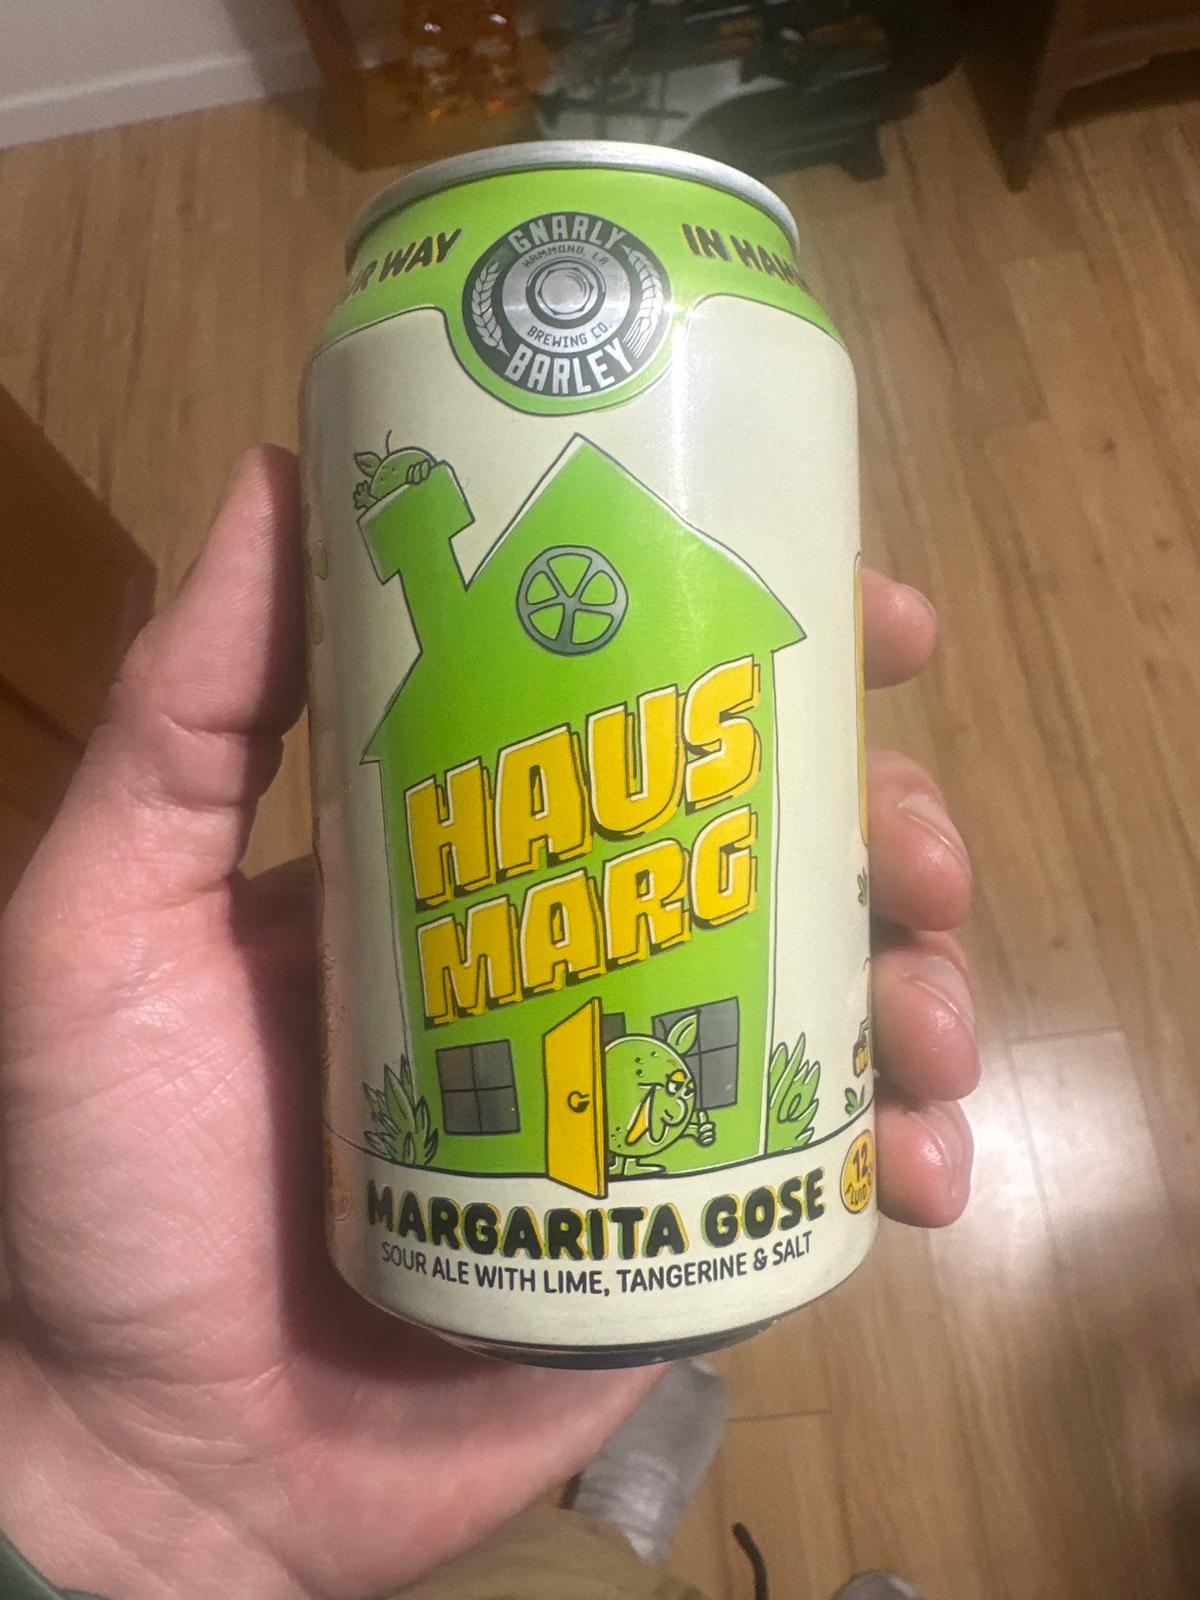 WAY
GNARLY
IN
HAMMOND, LA
BREWING CO.
BARLEY
HAUS
MARG
MARGARITA GOSE
SOUR ALE WITH LIME, TANGERINE & SALT
12
FLUID